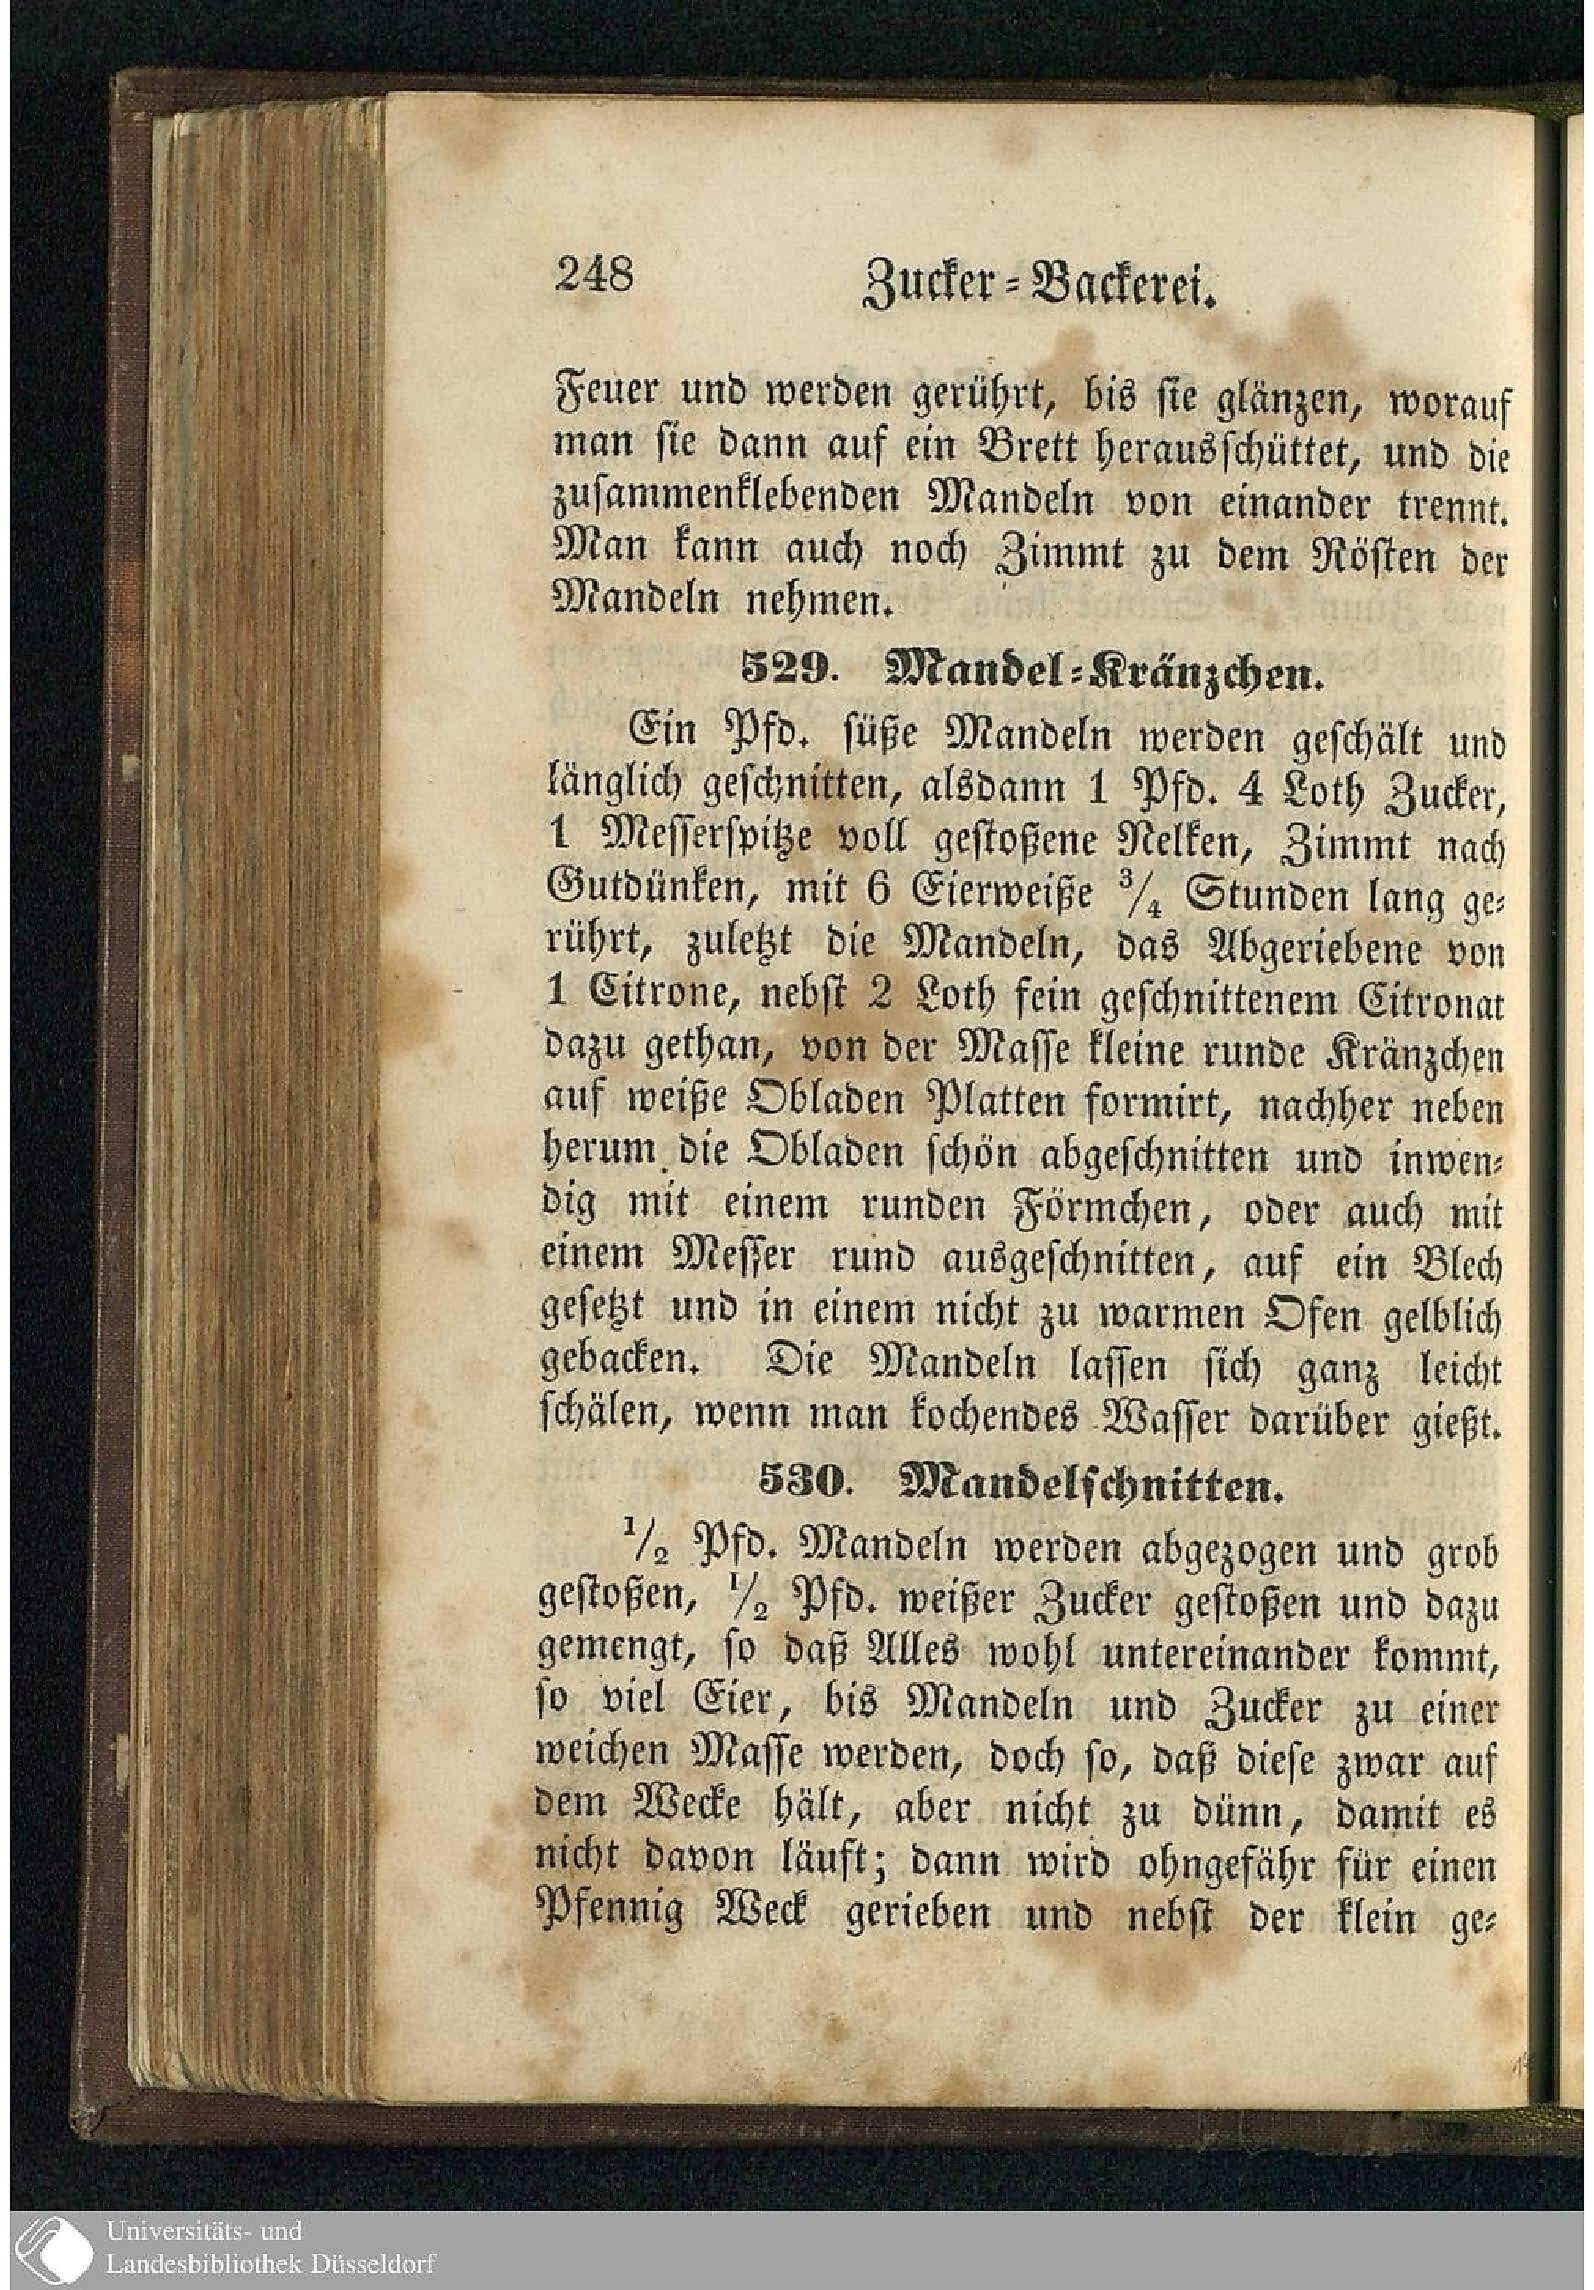 248 Zucker-Backerei.
Feuer und werden gerührt, bis sie glänzen, worauf
man sie dann auf ein Brett herausschüttet, und die
zusammenklebenden Mandeln von einander trennt.
Man kann auch noch Zimmt zu dem Rösten der
Mandeln nehmen.
529. Mandel-Kränzchen.
Ein Pfd. süße Mandeln werden geschält und
länglich geschnitten, alsdann 1 Pfd. 4 Loth Zucker,
1 Messerspitze voll gestoßene Nelken, Zimmt nach
Gutdünken, mit 6 Eierweiße 3/4 Stunden lang ge-
rührt, zuletzt die Mandeln, das Abgeriebene von
1 Citrone, nebst 2 Loth fein geschnittenem Citronat
dazu gethan, von der Masse kleine runde Kränzchen
auf weiße Obladen Platten formirt, nachher neben
herum die Obladen schön abgeschnitten und inwen-
dig mit einem runden Förmchen, oder auch mit
einem Messer rund ausgeschnitten, auf ein Blech
gesetzt und in einem nicht zu warmen Ofen gelblich
gebacken. Die Mandeln lassen sich ganz leicht
schälen, wenn man kochendes Wasser darüber gießt.
530. Mandelschnitten.
1/2 Pfd. Mandeln werden abgezogen und grob
gestoßen, 1/2 Pfd. weißer Zucker gestoßen und dazu
gemengt, so daß Alles wohl untereinander kommt,
so viel Eier, bis Mandeln und Zucker zu einer
weichen Masse werden, doch so, daß diese zwar auf
dem Wecke hält, aber nicht zu dünn, damit es
nicht davon läuft; dann wird ohngefähr für einen
Pfennig Weck gerieben und nebst der klein ge-
Universitäts- und
Landesbibliothek Düsseldorf